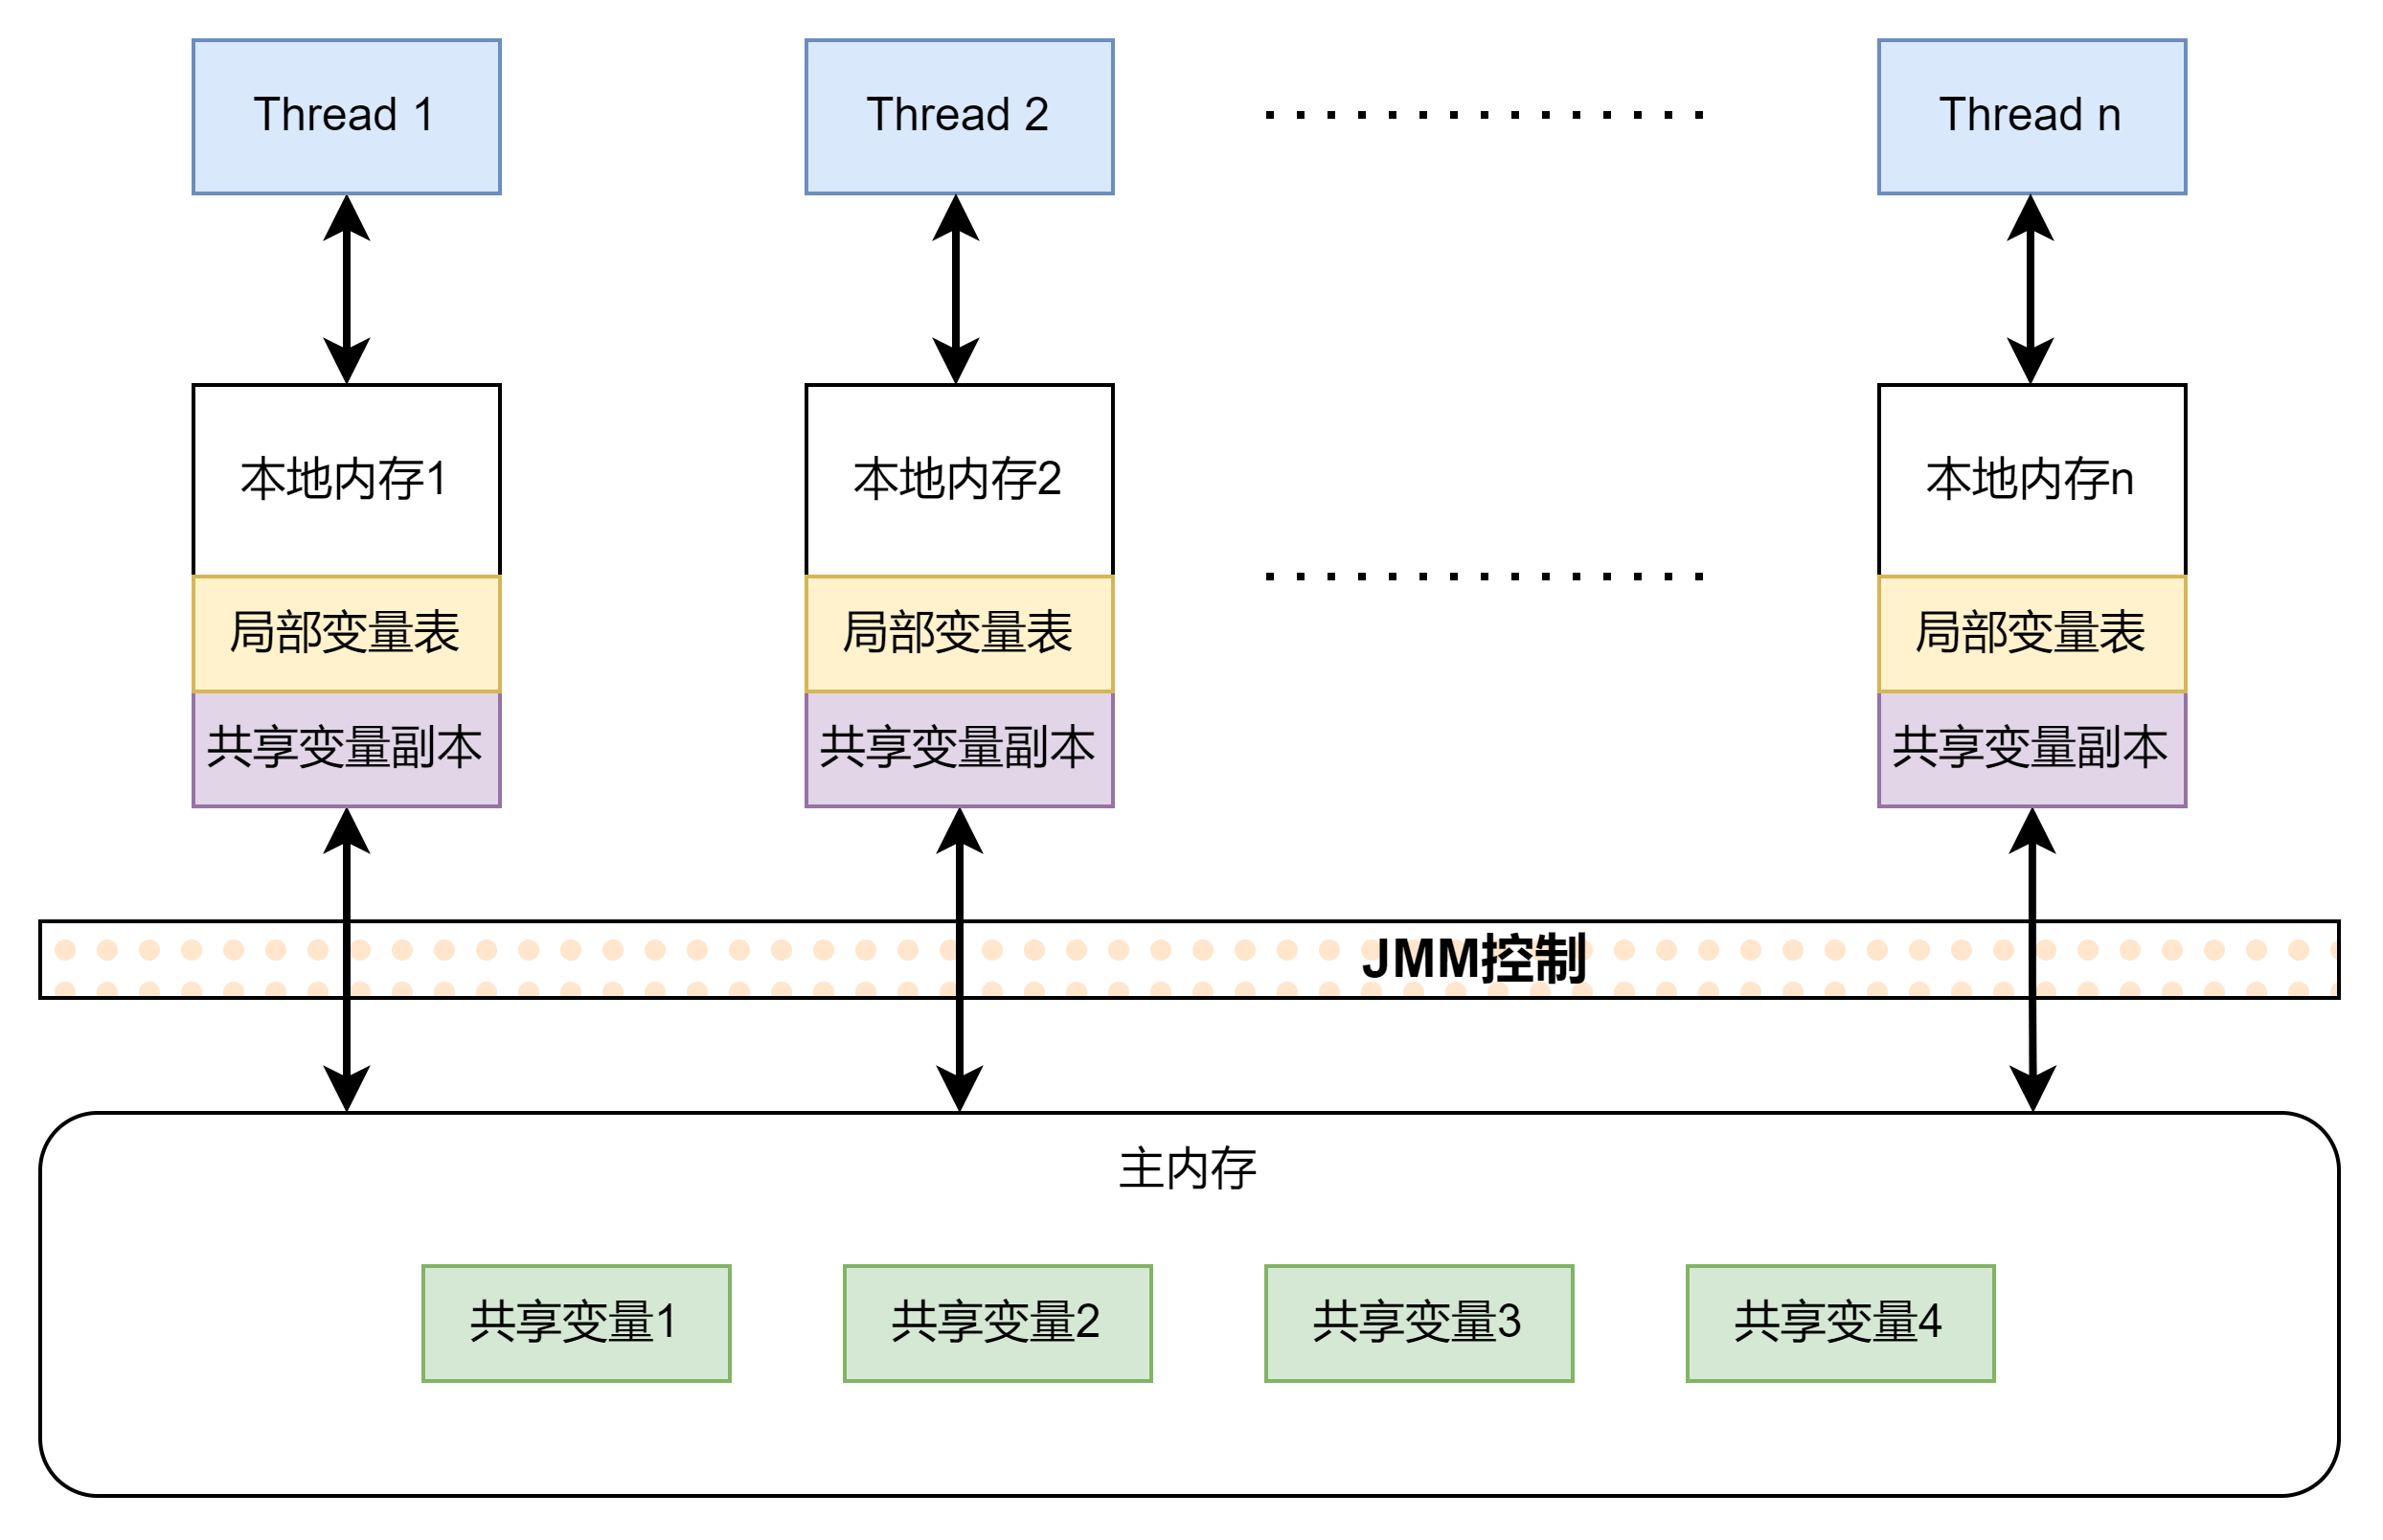 Thread 1
Thread 2
Thread n
本地内存1
本地内存2
本地内存n
局部变量表
局部变量表
局部变量表
共享变量副本
共享变量副本
共享变量副本
JMM控制
主内存
共享变量1
共享变量2
共享变量3
共享变量4